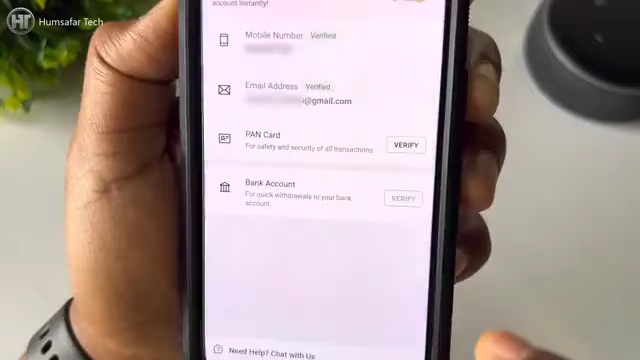 HT Humsafar Tech
account instantly!
Mobile Number Verified
Email Address Verified
@gmail.com
PAN Card
For safety and security of all transactions
VERIFY
Bank Account
For quick withdrawals to your bank
account.
VERIFY
Need Help? Chat with Us